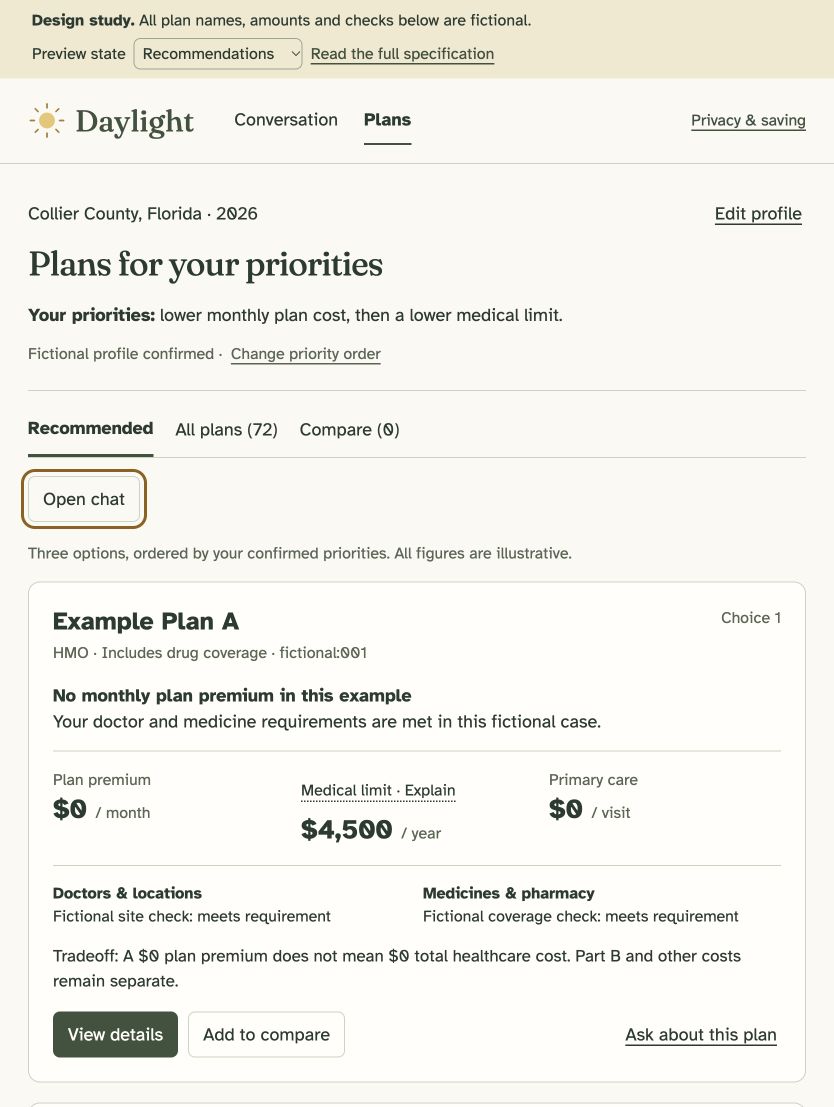 Design study. All plan names, amounts and checks below are fictional.
Preview state Recommendations Read the full specification
Daylight Conversation Plans Privacy & saving
Collier County, Florida · 2026 Edit profile
Plans for your priorities
Your priorities: lower monthly plan cost, then a lower medical limit.
Fictional profile confirmed · Change priority order
Recommended All plans (72) Compare (0)
Open chat
Three options, ordered by your confirmed priorities. All figures are illustrative.
Example Plan A Choice 1
HMO · Includes drug coverage · fictional:001
No monthly plan premium in this example
Your doctor and medicine requirements are met in this fictional case.
Plan premium Medical limit · Explain Primary care
$0 / month $4,500 / year $0 / visit
Doctors & locations Medicines & pharmacy
Fictional site check: meets requirement Fictional coverage check: meets requirement
Tradeoff: A $0 plan premium does not mean $0 total healthcare cost. Part B and other costs
remain separate.
View details Add to compare Ask about this plan